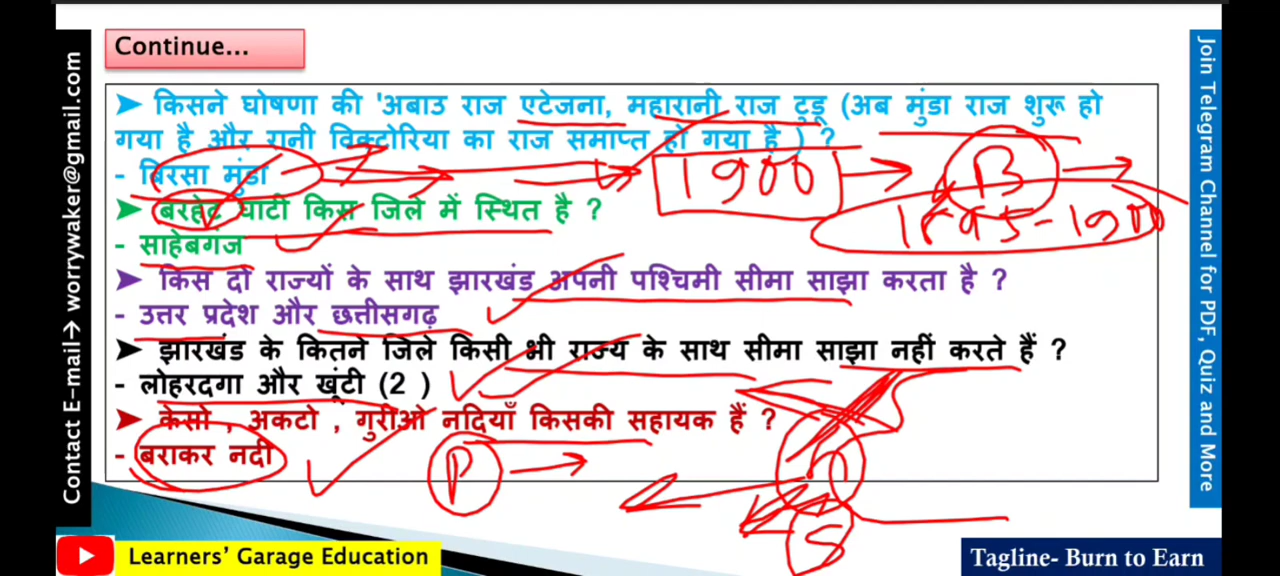 Continue...
➤ किसने घोषणा की 'अबाउ राज एटेजना, महारानी राज टुडू (अब मुंडा राज शुरू हो
गया है और रानी विक्टोरिया का राज समाप्त हो गया है ) ?
- बिरसा मुंडा
1900
B
➤ बरहेट घाटी किस जिले में स्थित है ?
1895-1900
- साहेबगंज
➤ किस दो राज्यों के साथ झारखंड अपनी पश्चिमी सीमा साझा करता है ?
- उत्तर प्रदेश और छत्तीसगढ़
➤ झारखंड के कितने जिले किसी भी राज्य के साथ सीमा साझा नहीं करते हैं ?
- लोहरदगा और खूंटी (2 )
➤ केसो , अकटो , गुरीओ नदियाँ किसकी सहायक हैं ?
- बराकर नदी
P
S
Contact E-mail→ worrywaker@gmail.com
Join Telegram Channel for PDF, Quiz and More
Learners' Garage Education
Tagline- Burn to Earn